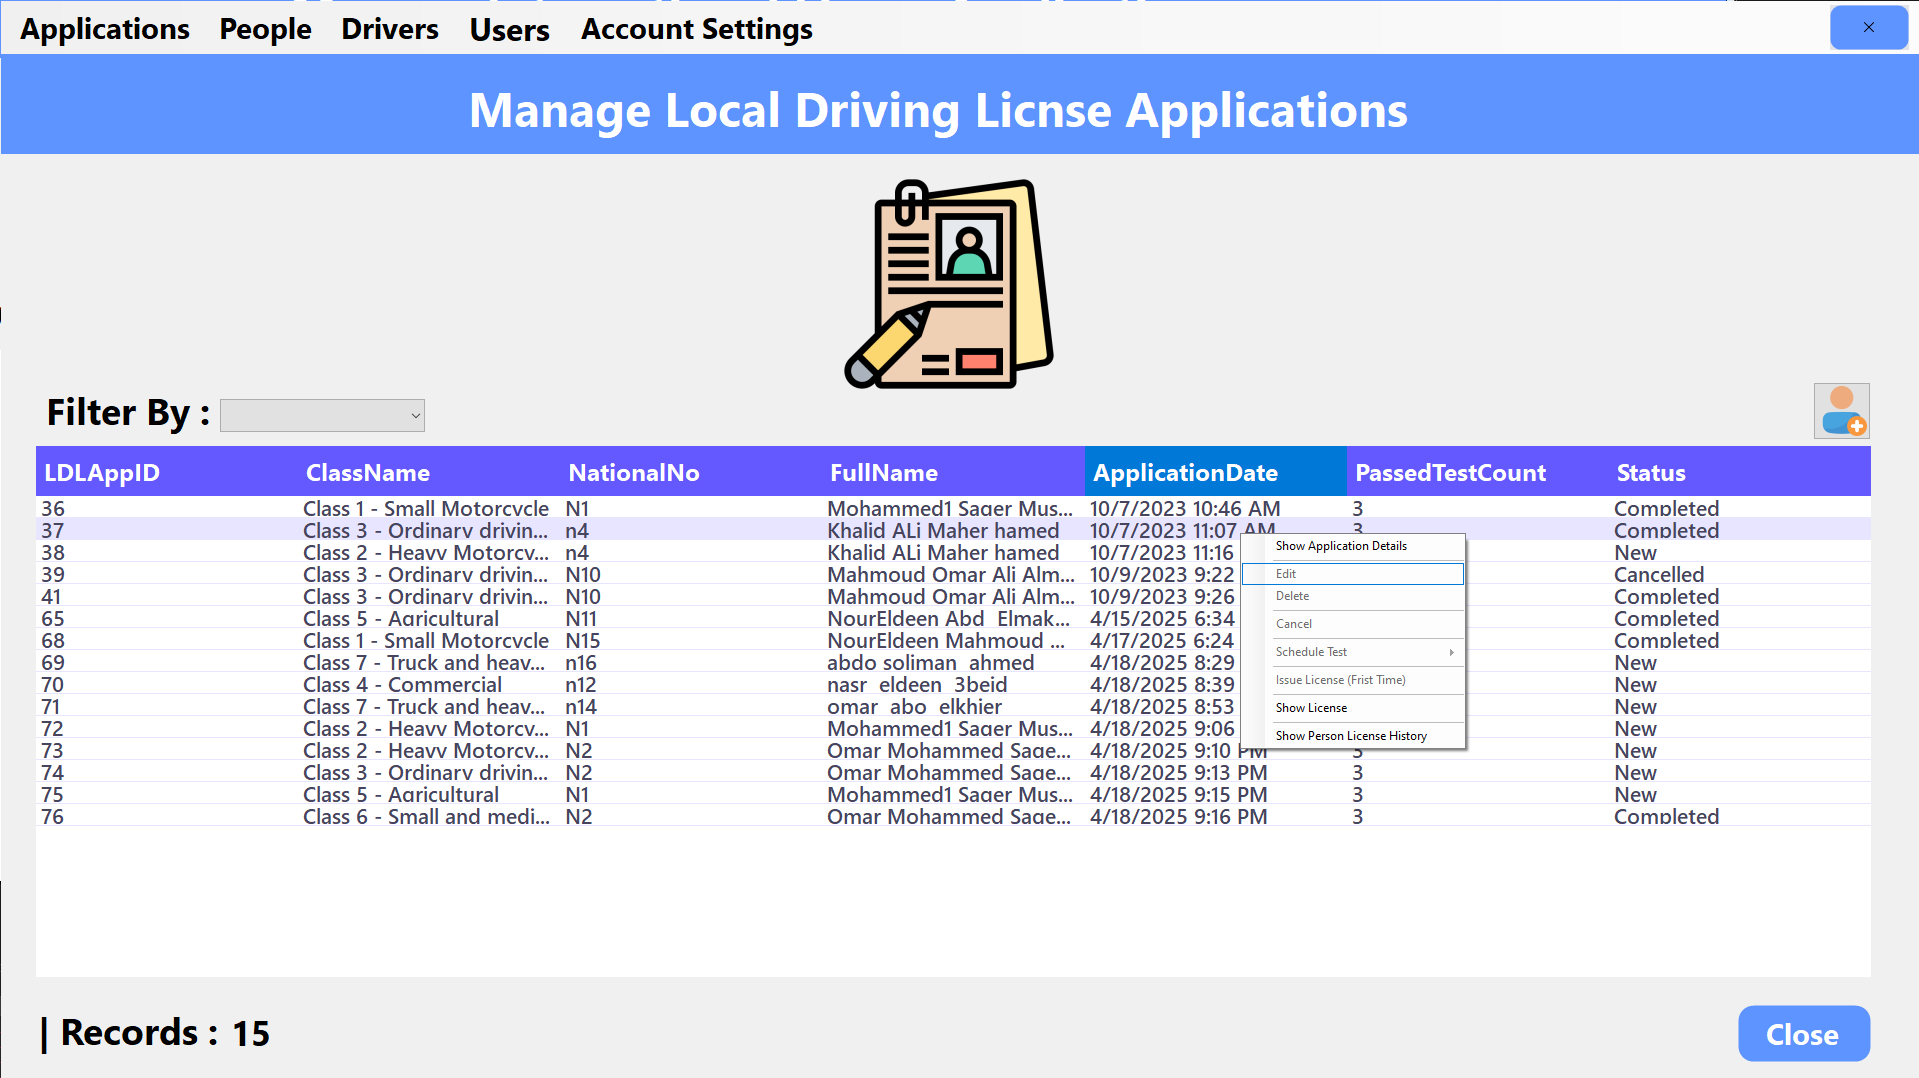 Applications People Drivers Users Account Settings
Manage Local Driving Licnse Applications
Filter By :
LDLAppID ClassName NationalNo FullName ApplicationDate PassedTestCount Status
36 Class 1 - Small Motorcycle N1 Mohammed1 Saqer Mus... 10/7/2023 10:46 AM 3 Completed
37 Class 3 - Ordinary drivin... n4 Khalid ALi Maher hamed 10/7/2023 11:07 AM 3 Completed
38 Class 2 - Heavy Motorcy... n4 Khalid ALi Maher hamed 10/7/2023 11:16 New
39 Class 3 - Ordinary drivin... N10 Mahmoud Omar Ali Alm... 10/9/2023 9:22 Cancelled
41 Class 3 - Ordinary drivin... N10 Mahmoud Omar Ali Alm... 10/9/2023 9:26 Completed
65 Class 5 - Agricultural N11 NourEldeen Abd Elmak... 4/15/2025 6:34 Completed
68 Class 1 - Small Motorcycle N15 NourEldeen Mahmoud ... 4/17/2025 6:24 Completed
69 Class 7 - Truck and heav... n16 abdo soliman ahmed 4/18/2025 8:29 New
70 Class 4 - Commercial n12 nasr eldeen 3beid 4/18/2025 8:39 New
71 Class 7 - Truck and heav... n14 omar abo elkhier 4/18/2025 8:53 New
72 Class 2 - Heavy Motorcy... N1 Mohammed1 Saqer Mus... 4/18/2025 9:06 New
73 Class 2 - Heavy Motorcy... N2 Omar Mohammed Saqe... 4/18/2025 9:10 PM 3 New
74 Class 3 - Ordinary drivin... N2 Omar Mohammed Saqe... 4/18/2025 9:13 PM 3 New
75 Class 5 - Agricultural N1 Mohammed1 Saqer Mus... 4/18/2025 9:15 PM 3 New
76 Class 6 - Small and medi... N2 Omar Mohammed Saqe... 4/18/2025 9:16 PM 3 Completed
Show Application Details
Edit
Delete
Cancel
Schedule Test
Issue License (Frist Time)
Show License
Show Person License History
| Records : 15
Close